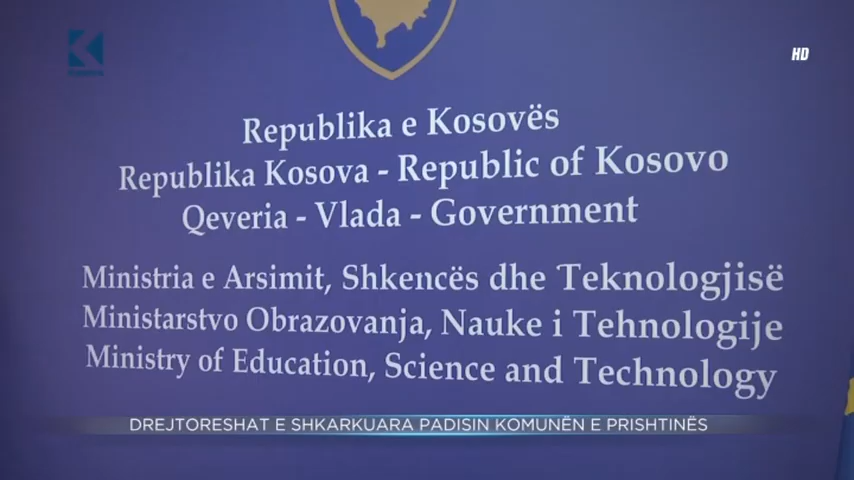 HD
Republika e Kosovës
Republika Kosova - Republic of Kosovo
Qeveria - Vlada - Government
Ministria e Arsimit, Shkencës dhe Teknologjisë
Ministarstvo Obrazovanja, Nauke i Tehnologije
Ministry of Education, Science and Technology
DREJTORESHAT E SHKARKUARA PADISIN KOMUNËN E PRISHTINËS